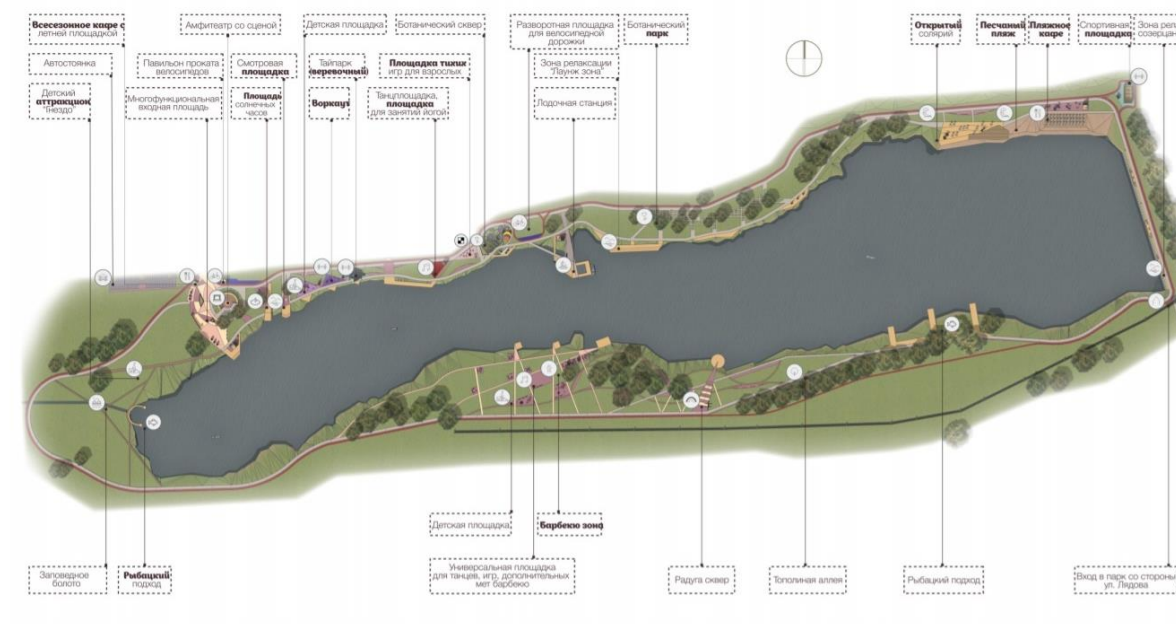 Всесезонное кафе с
летней площадкой
Амфитеатр со сценой
Детская площадка
Ботанический сквер
Разворотная площадка
для велосипедной
дорожки
Ботанический
парк
Открытый
солярий
Песчаный
пляж
Пляжное
кафе
Спортивная
площадка
Зона рел
созерцан
Автостоянка
Павильон проката
велосипедов
Смотровая
площадка
Тайпарк
(веревочный)
Площадка тихих
игр для взрослых
Зона релаксации
"Лаунж зона"
Детский
аттракцион
"Гнездо"
Многофункциональная
входная площадь
Площадь
солнечных
часов
Воркаут
Танцплощадка,
площадка
для занятий йогой
Лодочная станция
Детская площадка
Барбекю зона
Универсальная площадка
для танцев, игр, дополнительных
мет барбекю
Заповедное
болото
Рыбацкий
подход
Радуга сквер
Тополиная аллея
Рыбацкий подход
Вход в парк со стороны
ул. Лядова